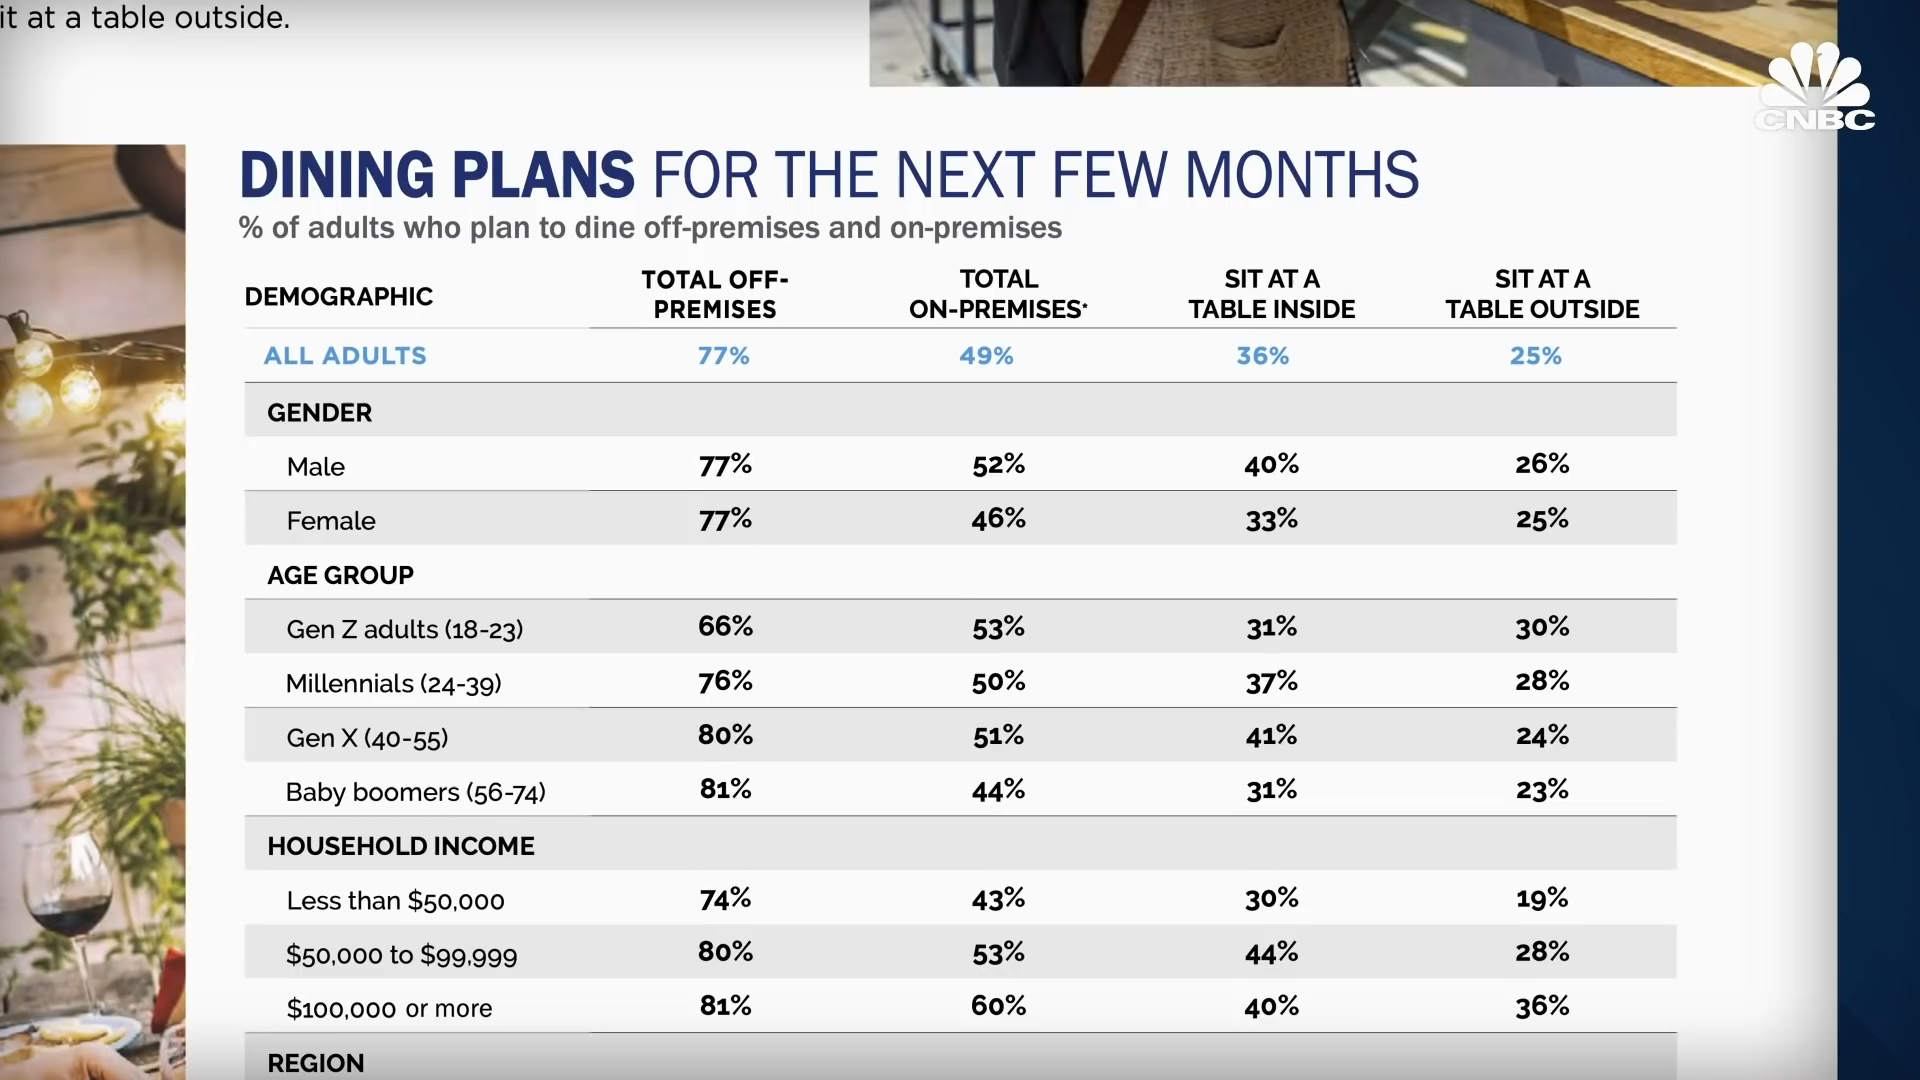 it at a table outside.
CNBC
DINING PLANS FOR THE NEXT FEW MONTHS
% of adults who plan to dine off-premises and on-premises
DEMOGRAPHIC TOTAL OFF-PREMISES TOTAL ON-PREMISES* SIT AT A TABLE INSIDE SIT AT A TABLE OUTSIDE
ALL ADULTS 77% 49% 36% 25%
GENDER
Male 77% 52% 40% 26%
Female 77% 46% 33% 25%
AGE GROUP
Gen Z adults (18-23) 66% 53% 31% 30%
Millennials (24-39) 76% 50% 37% 28%
Gen X (40-55) 80% 51% 41% 24%
Baby boomers (56-74) 81% 44% 31% 23%
HOUSEHOLD INCOME
Less than $50,000 74% 43% 30% 19%
$50,000 to $99,999 80% 53% 44% 28%
$100,000 or more 81% 60% 40% 36%
REGION